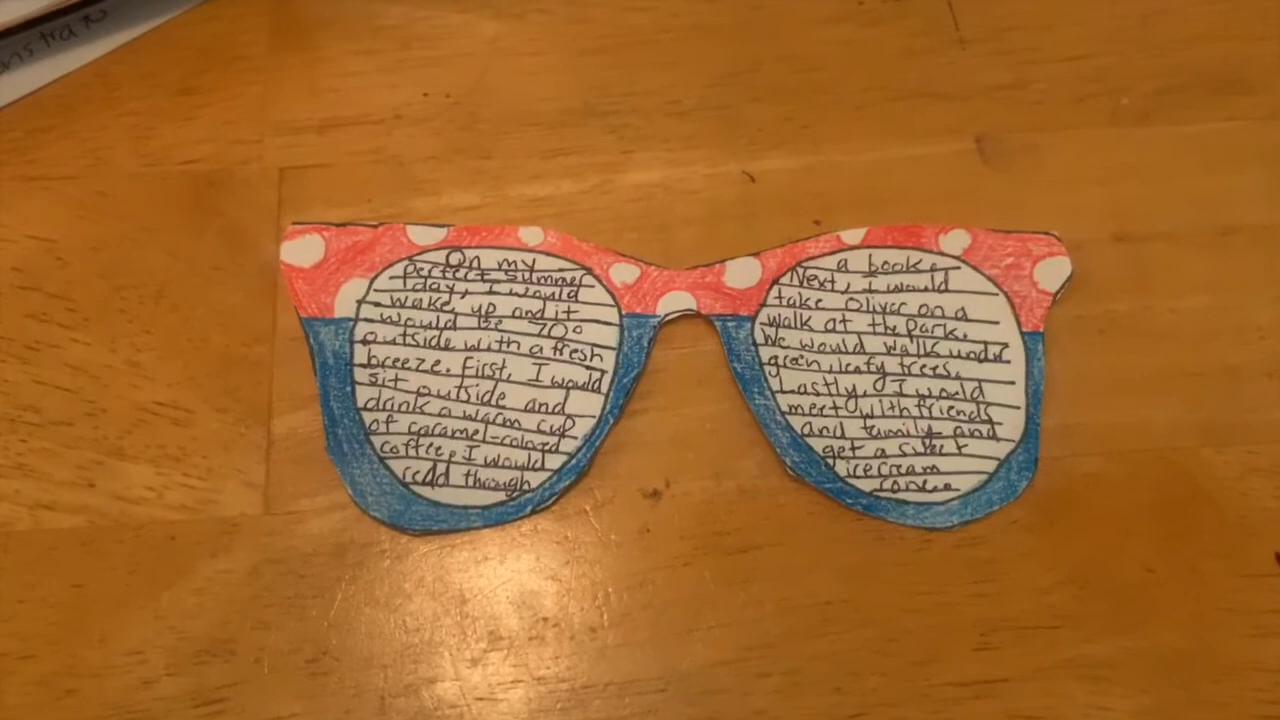 On my
perfect summer
day, I would
wake up and it
would be 70°
outside with a fresh
breeze. First, I would
sit outside and
drink a warm cup
of caramel-colored
coffee. I would
read through
a book.
Next, I would
take Oliver on a
walk at the park.
We would walk under
green, leafy trees.
Lastly, I would
meet with friends
and family and
get a sweet
icecream
cone.